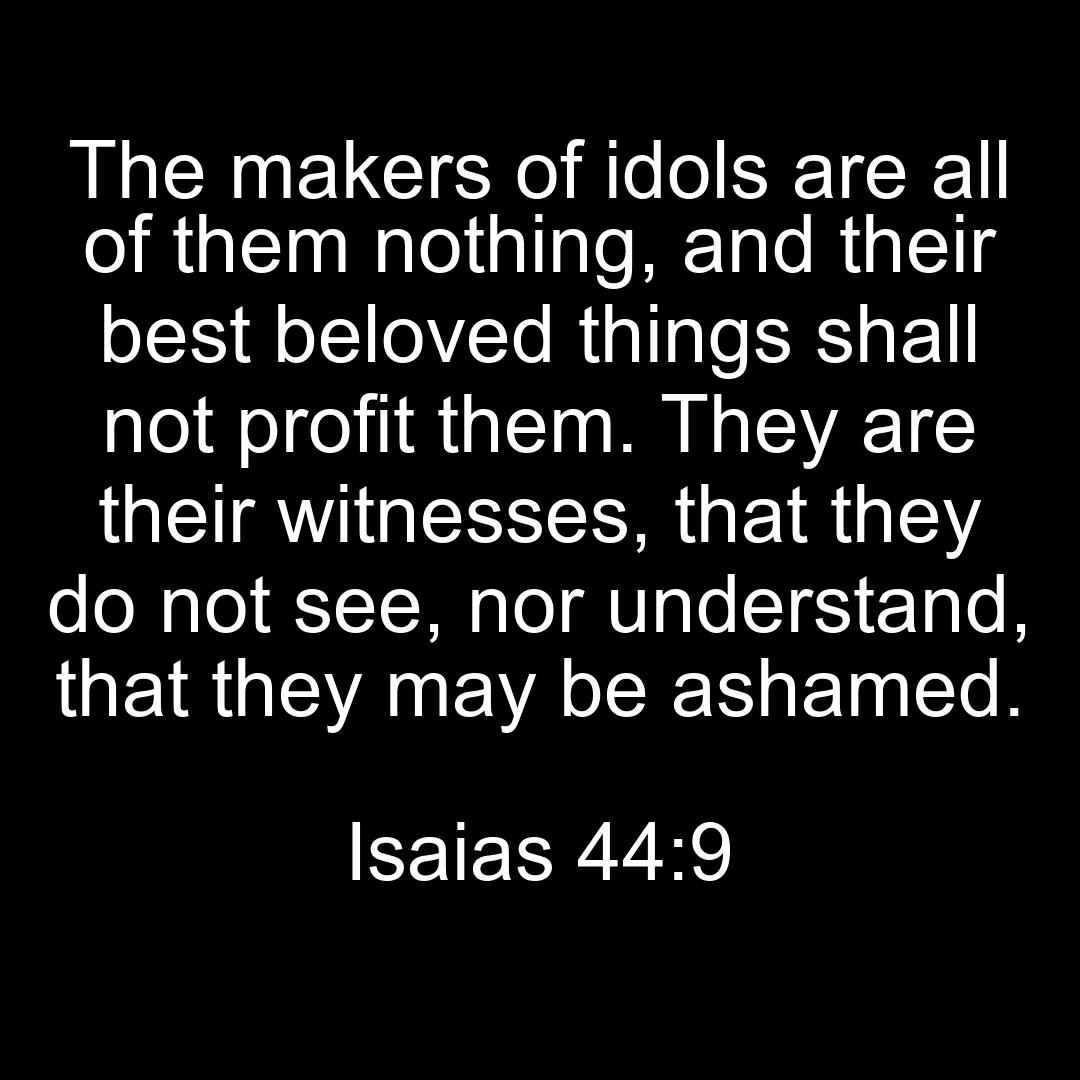 The makers of idols are all
of them nothing, and their
best beloved things shall
not profit them. They are
their witnesses, that they
do not see, nor understand,
that they may be ashamed.
Isaias 44:9